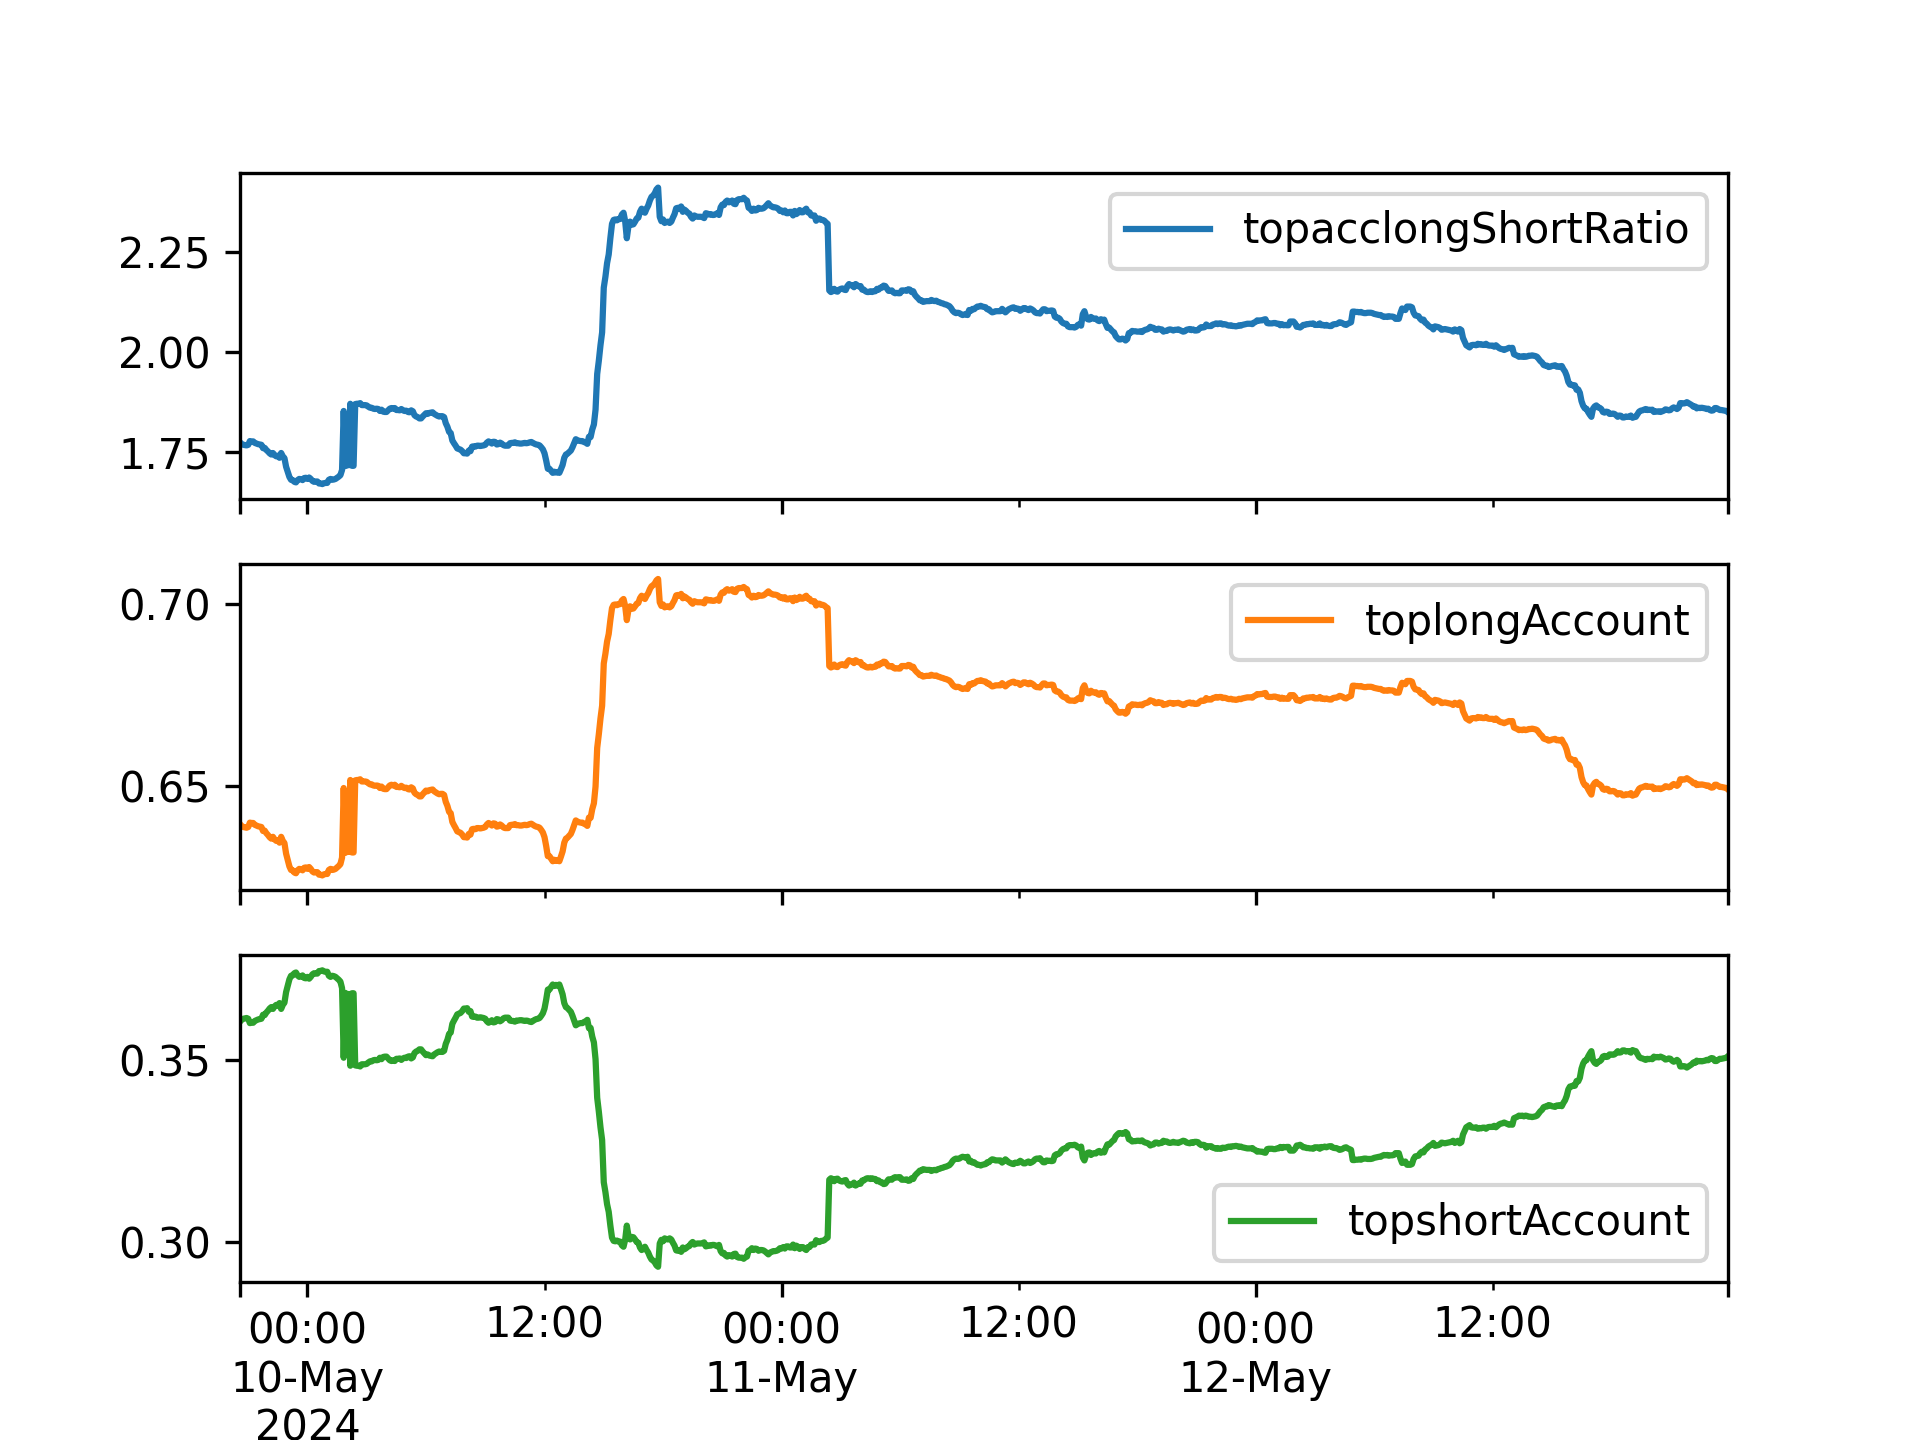 topacclongShortRatio
2.25
2.00
1.75
toplongAccount
0.70
0.65
topshortAccount
0.35
0.30
00:00 12:00 00:00 12:00 00:00 12:00
10-May 11-May 12-May
2024